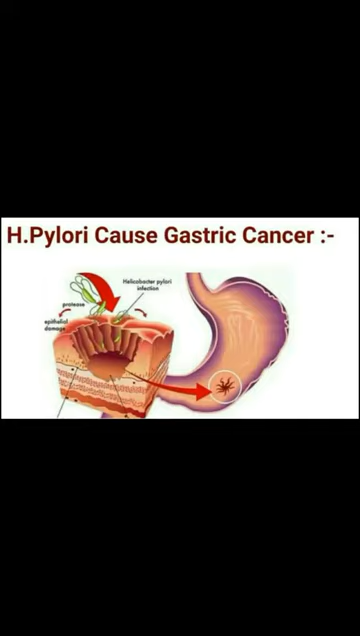 H.Pylori Cause Gastric Cancer :-
Helicobacter pylori
infection
protease
epithelial
damage